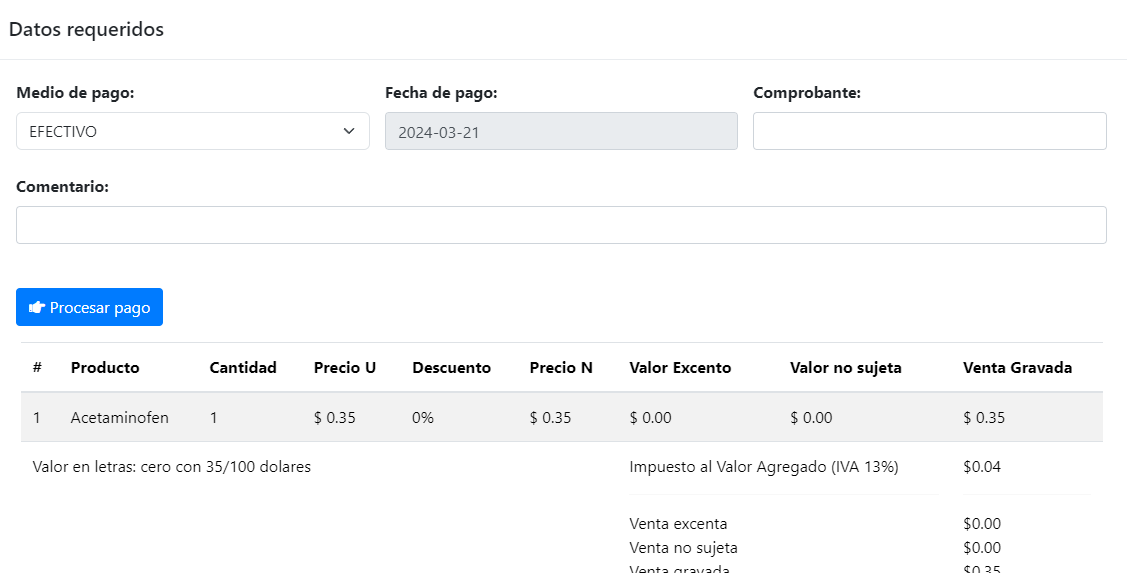 Datos requeridos
Medio de pago: Fecha de pago: Comprobante:
EFECTIVO 2024-03-21
Comentario:
Procesar pago
# Producto Cantidad Precio U Descuento Precio N Valor Excento Valor no sujeta Venta Gravada
1 Acetaminofen 1 $ 0.35 0% $ 0.35 $ 0.00 $ 0.00 $ 0.35
Valor en letras: cero con 35/100 dolares Impuesto al Valor Agregado (IVA 13%) $0.04
Venta excenta $0.00
Venta no sujeta $0.00
Venta gravada $0.35